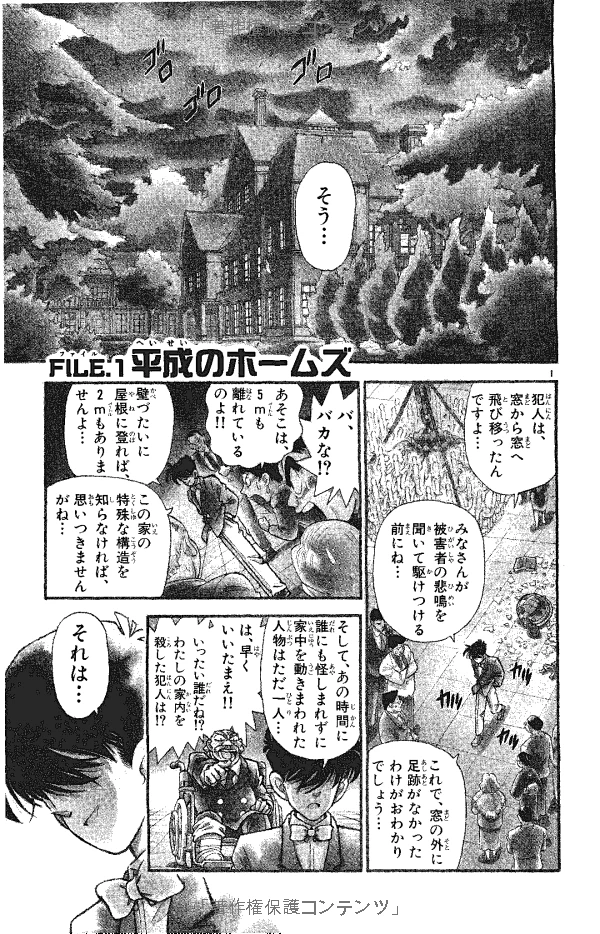 ゴロ
ゴロ
そう…
ファイル
FILE.1 平成のホームズ
へいせい
1
犯人は、
窓から窓へ
飛び移ったん
ですよ…
みなさんが
被害者の悲鳴を
聞いて駆けつける
前にね…
これで、窓の外に
足跡がなかった
わけがおわかり
でしょう…
バ、
バカな!?
あそこは、
5mも
離れている
のよ!!
壁づたいに
屋根に登れば、
2mもありま
せんよ…
この家の
特殊な構造を
知らなければ、
思いつきません
がね…
そして、あの時間に
誰にも怪しまれずに
家中を動きまわれた
人物はただ一人…
は、早く
いいたまえ!!
いったい誰だね!?
わたしの家内を
殺した犯人は!?
それは…
著作権保護コンテンツ」